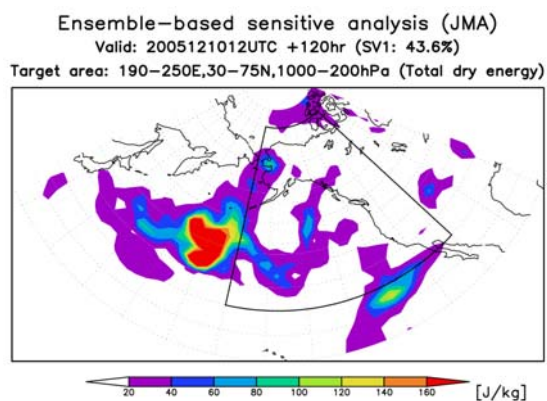 Ensemble-based sensitive analysis (JMA)
Valid: 2005121012UTC +120hr (SV1: 43.6%)
Target area: 190-250E,30-75N,1000-200hPa (Total dry energy)
20 40 60 80 100 120 140 160 [J/kg]